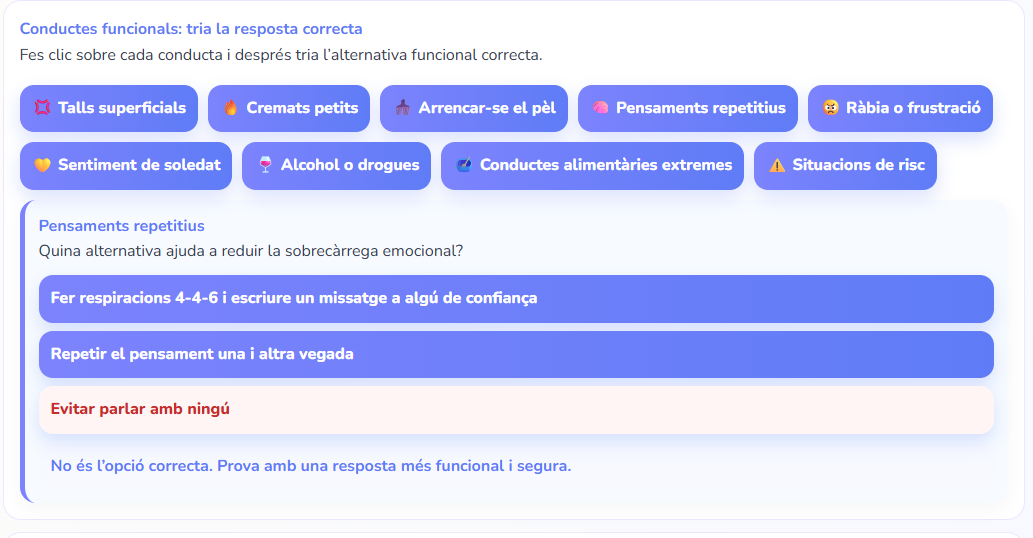 Conductes funcionals: tria la resposta correcta
Fes clic sobre cada conducta i després tria l’alternativa funcional correcta.
Talls superficials
Cremats petits
Arrencar-se el pèl
Pensaments repetitius
Ràbia o frustració
Sentiment de soledat
Alcohol o drogues
Conductes alimentàries extremes
Situacions de risc
Pensaments repetitius
Quina alternativa ajuda a reduir la sobrecàrrega emocional?
Fer respiracions 4-4-6 i escriure un missatge a algú de confiança
Repetir el pensament una i altra vegada
Evitar parlar amb ningú
No és l’opció correcta. Prova amb una resposta més funcional i segura.